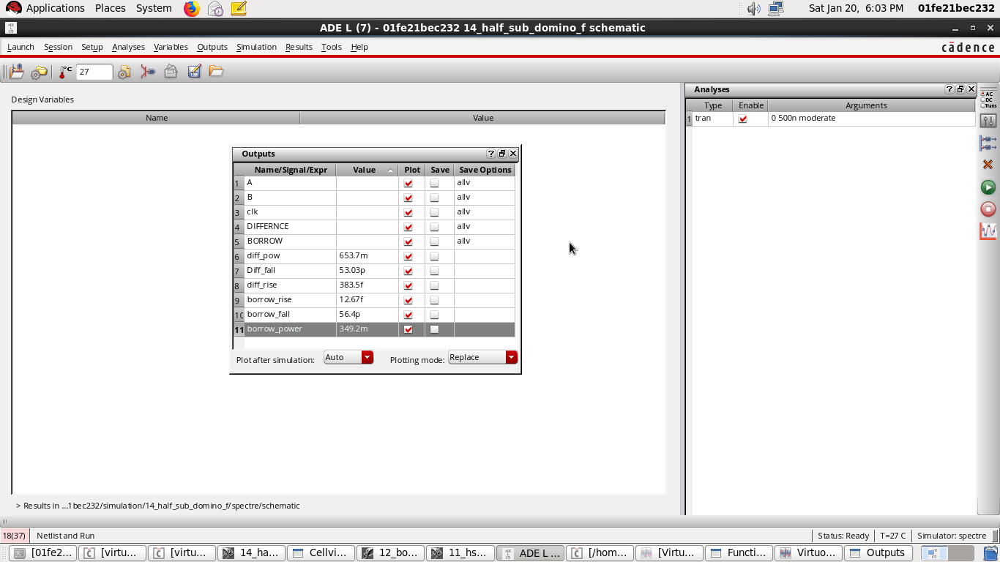 Applications Places System Sat Jan 20, 6:03 PM 01fe21bec232
ADE L (7) - 01fe21bec232 14_half_sub_domino_f schematic
Launch Session Setup Analyses Variables Outputs Simulation Results Tools Help cādence
°C 27
Design Variables
Name Value
Analyses
Type Enable Arguments
1 tran 0 500n moderate
AC
DC
Trans
Outputs
Name/Signal/Expr Value Plot Save Save Options
1 A allv
2 B allv
3 clk allv
4 DIFFERNCE allv
5 BORROW allv
6 diff_pow 653.7m
7 Diff_fall 53.03p
8 diff_rise 383.5f
9 borrow_rise 12.67f
10 borrow_fall 56.4p
11 borrow_power 349.2m
Plot after simulation: Auto Plotting mode: Replace
> Results in ...1bec232/simulation/14_half_sub_domino_f/spectre/schematic
18(37) Netlist and Run Status: Ready T=27 C Simulator: spectre
[01fe2... [virtu... [virtu... 14_ha... Cellvi... 12_bo... 11_hs... ADE L ... [/hom... [Virtu... Functi... Virtuo... Outputs